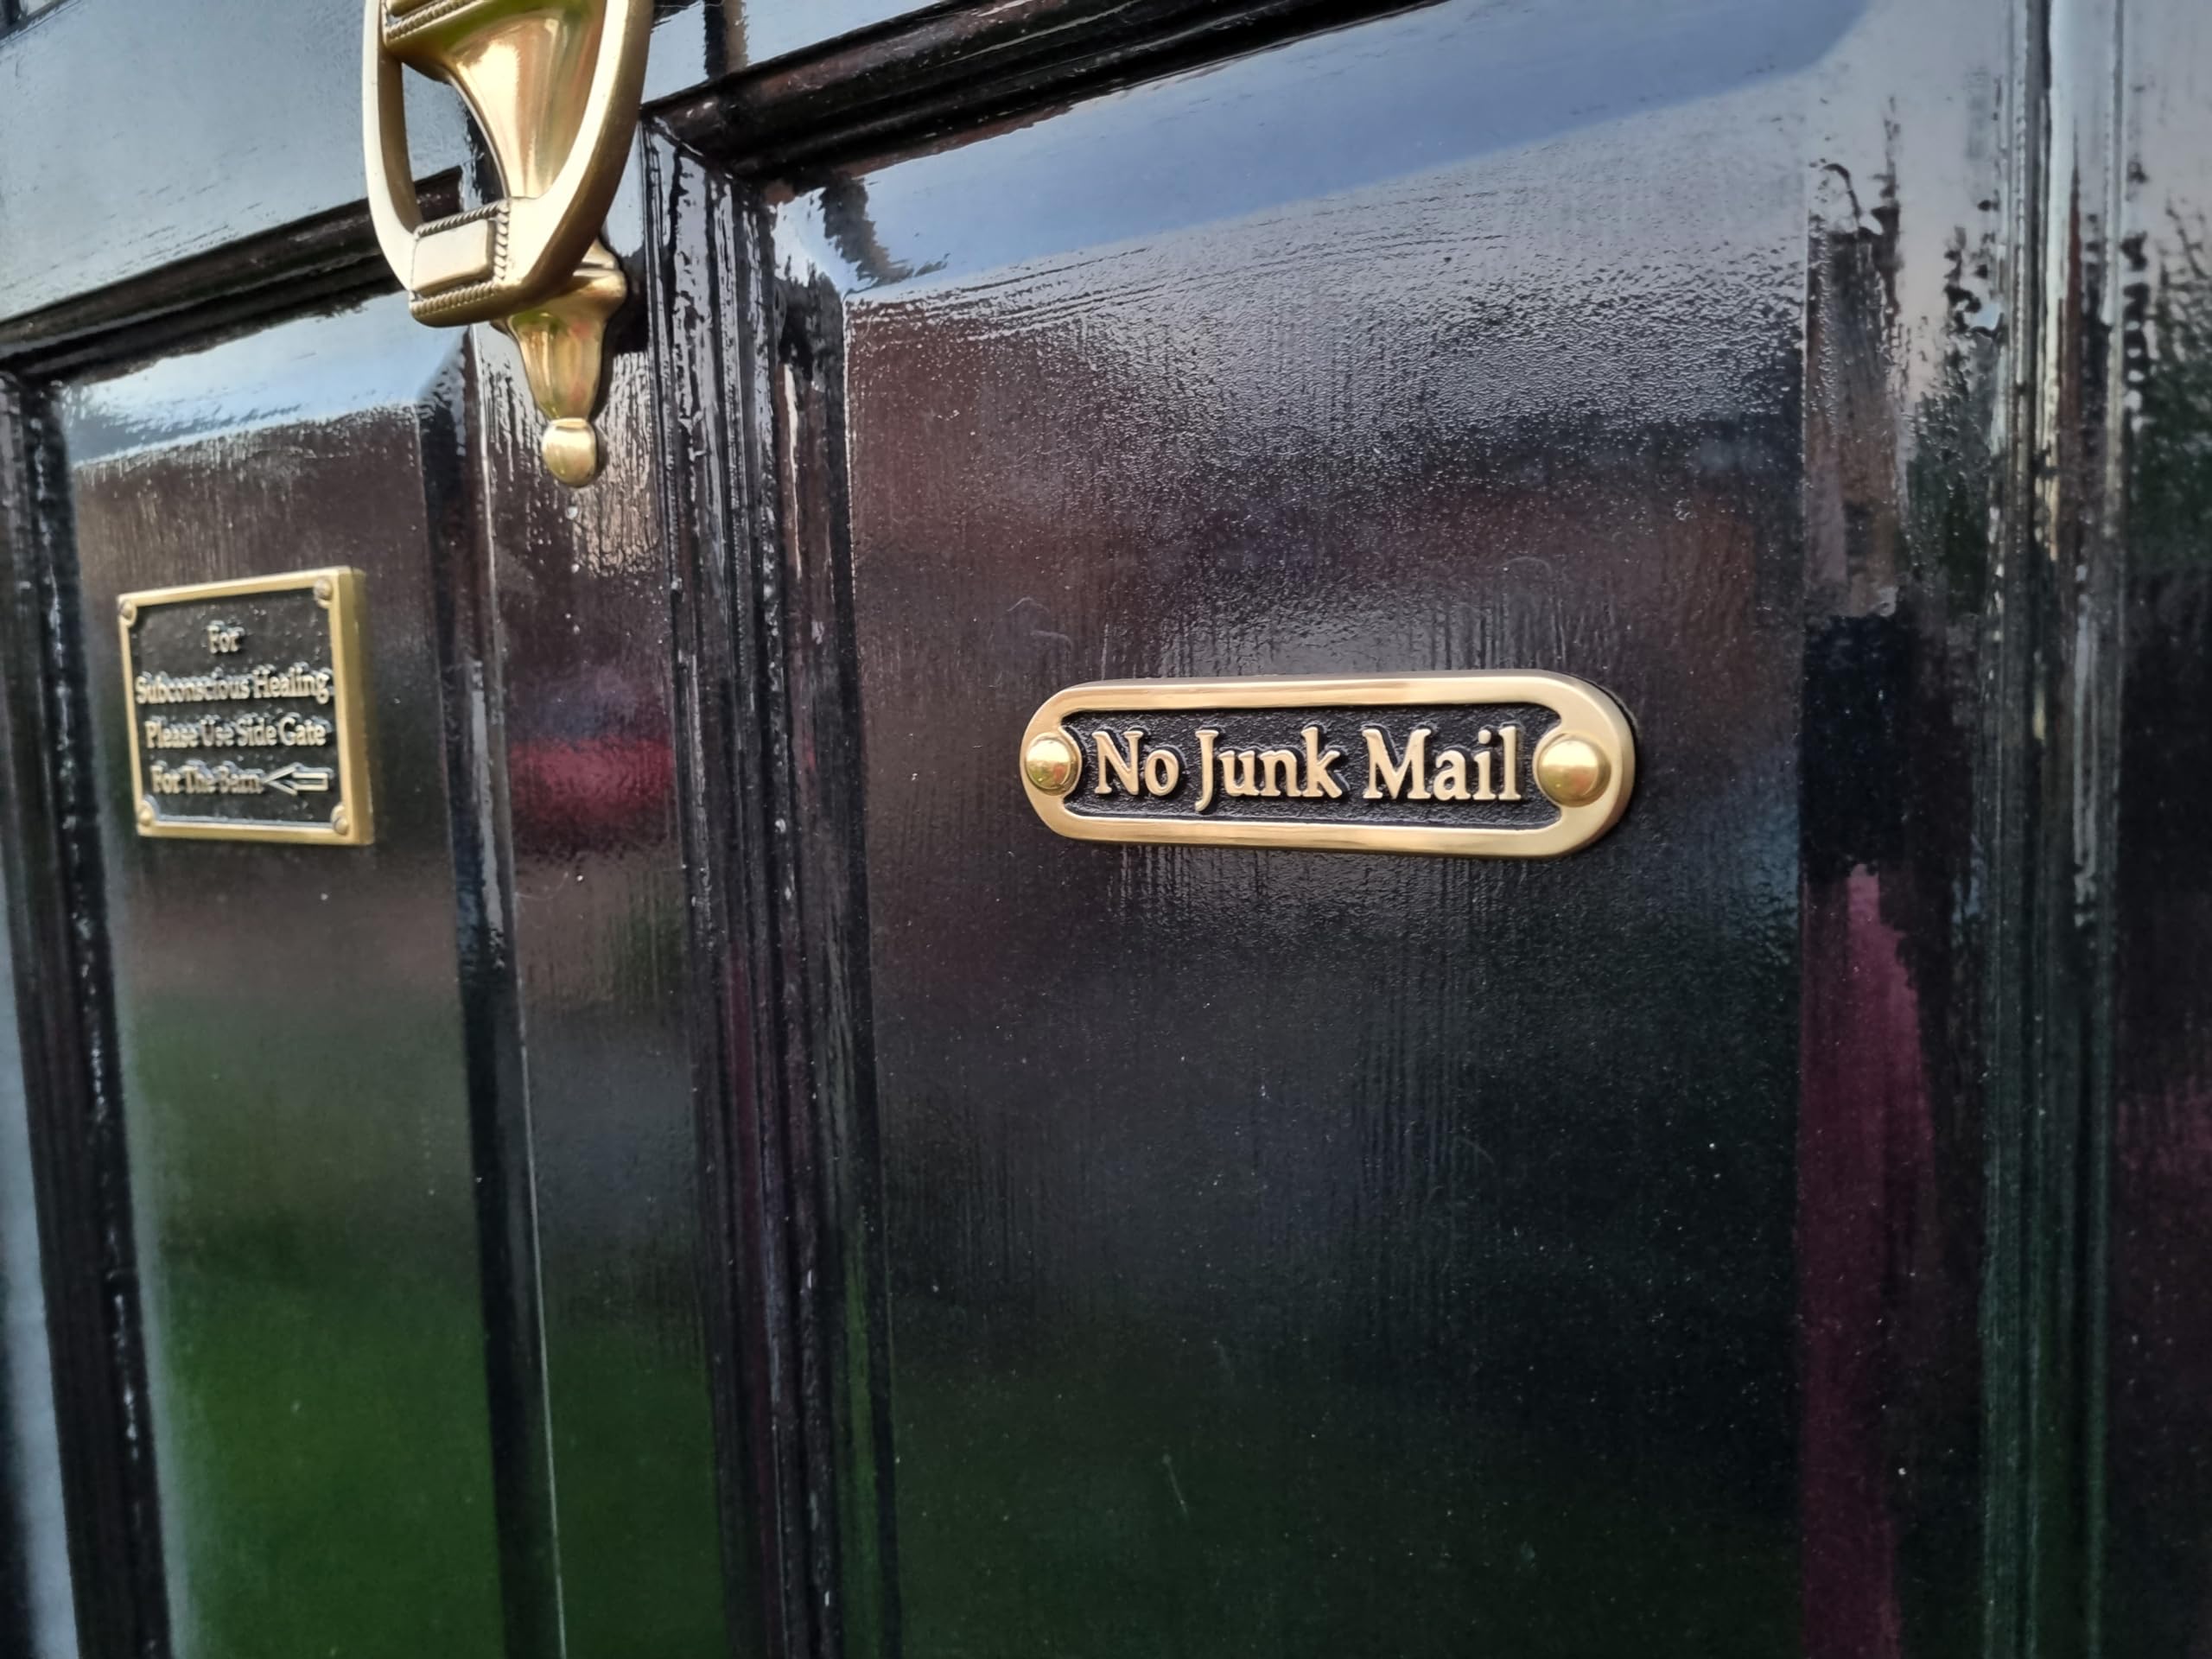 For
Subconscious Healing
Please Use Side Gate
For The Barn
No Junk Mail